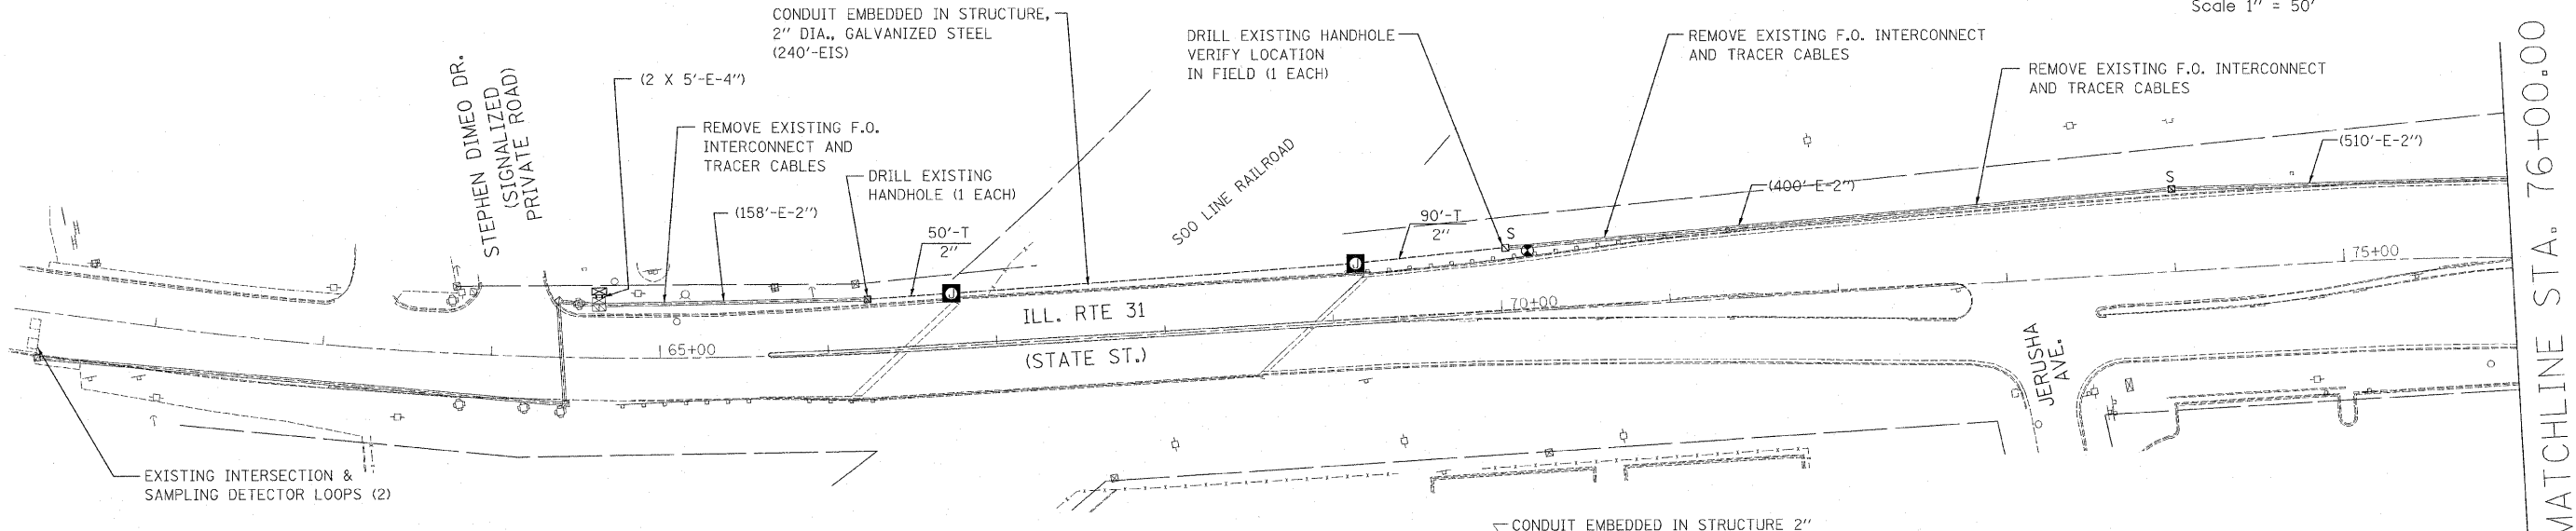 Scale 1" = 50'
CONDUIT EMBEDDED IN STRUCTURE,
2" DIA., GALVANIZED STEEL
(240'-EIS)
DRILL EXISTING HANDHOLE
VERIFY LOCATION
IN FIELD (1 EACH)
REMOVE EXISTING F.O. INTERCONNECT
AND TRACER CABLES
REMOVE EXISTING F.O. INTERCONNECT
AND TRACER CABLES
STEPHEN DIMEO DR.
(SIGNALIZED
PRIVATE ROAD)
(2 X 5'-E-4")
REMOVE EXISTING F.O.
INTERCONNECT AND
TRACER CABLES
DRILL EXISTING
HANDHOLE (1 EACH)
(158'-E-2")
50'-T
2"
SOO LINE RAILROAD
90'-T
2"
S
(400'-E-2")
S
(510'-E-2")
J
J
65+00
ILL. RTE 31
(STATE ST.)
70+00
75+00
JERUSHA
AVE.
MATCHLINE STA. 76+00.00
EXISTING INTERSECTION &
SAMPLING DETECTOR LOOPS (2)
CONDUIT EMBEDDED IN STRUCTURE 2"